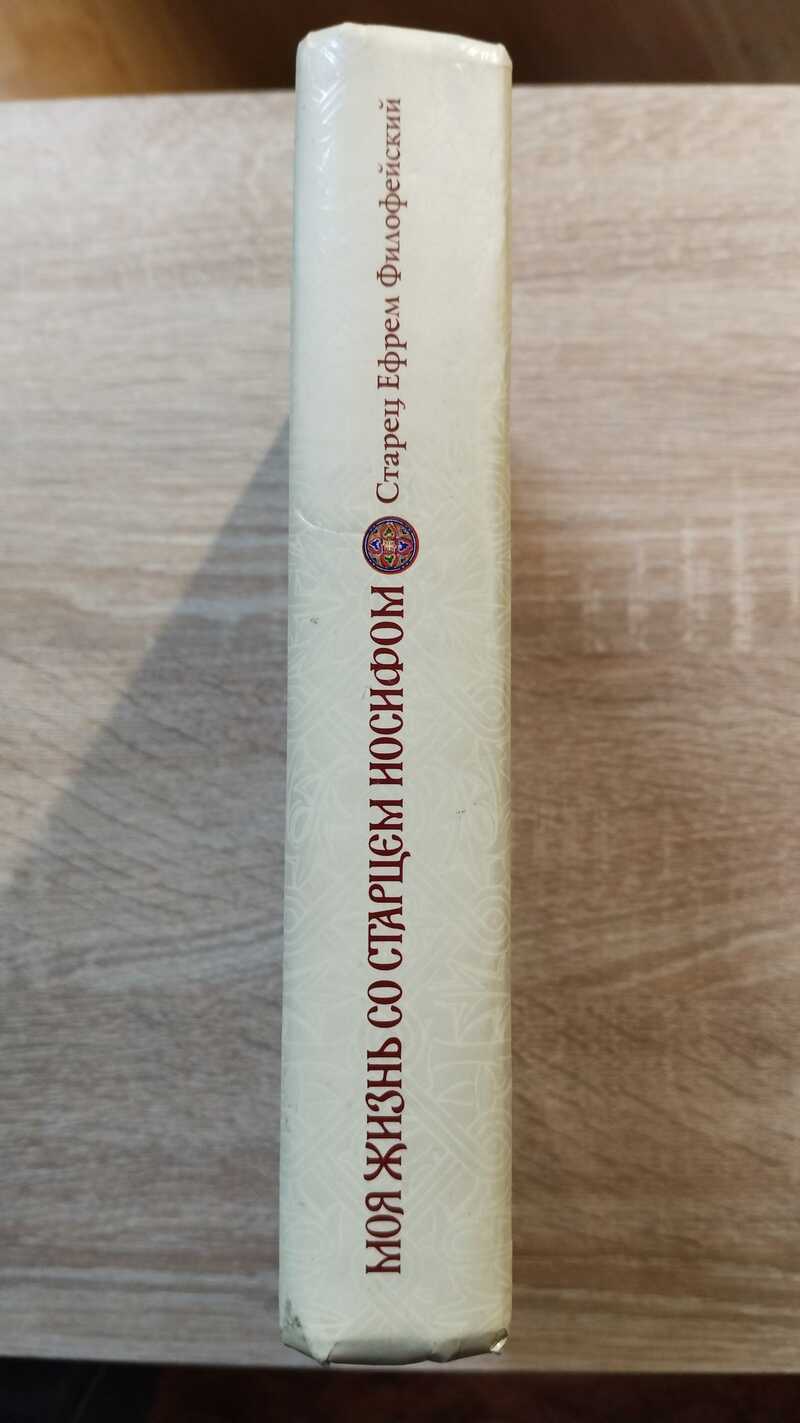 МОЯ ЖИЗНЬ СО СТАРЦЕМ ИОСИФОМ
Старец Ефрем Филофейский